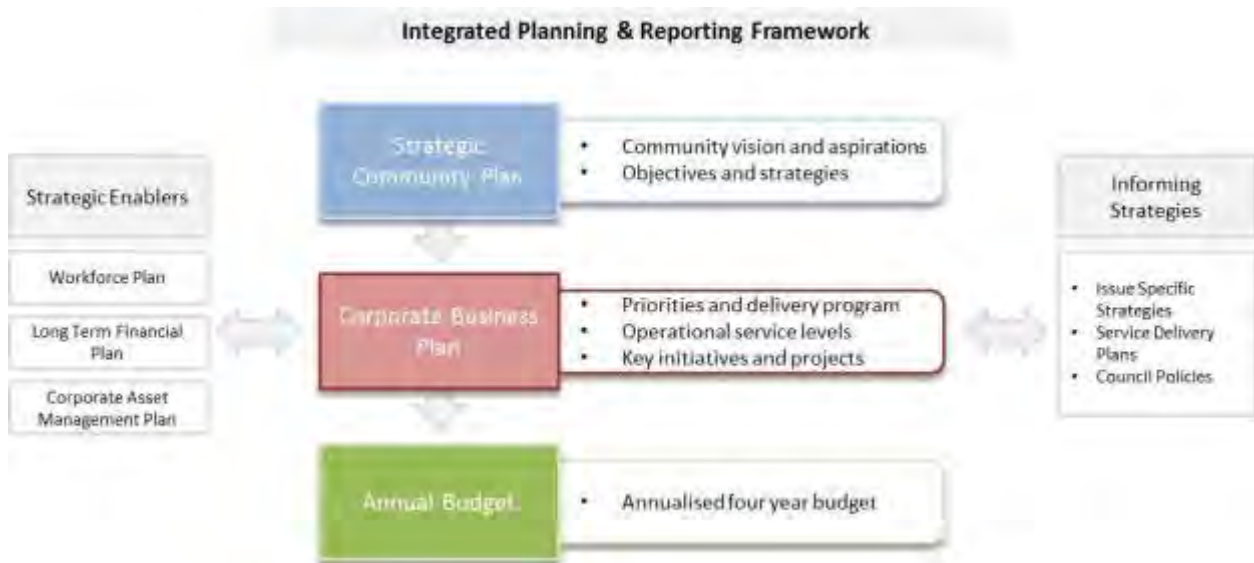 Integrated Planning & Reporting Framework
Strategic
Community Plan
• Community vision and aspirations
• Objectives and strategies
Strategic Enablers
Workforce Plan
Long Term Financial
Plan
Corporate Asset
Management Plan
Corporate Business
Plan
• Priorities and delivery program
• Operational service levels
• Key initiatives and projects
Informing
Strategies
• Issue Specific
Strategies
• Service Delivery
Plans
• Council Policies
Annual Budget
• Annualised four year budget